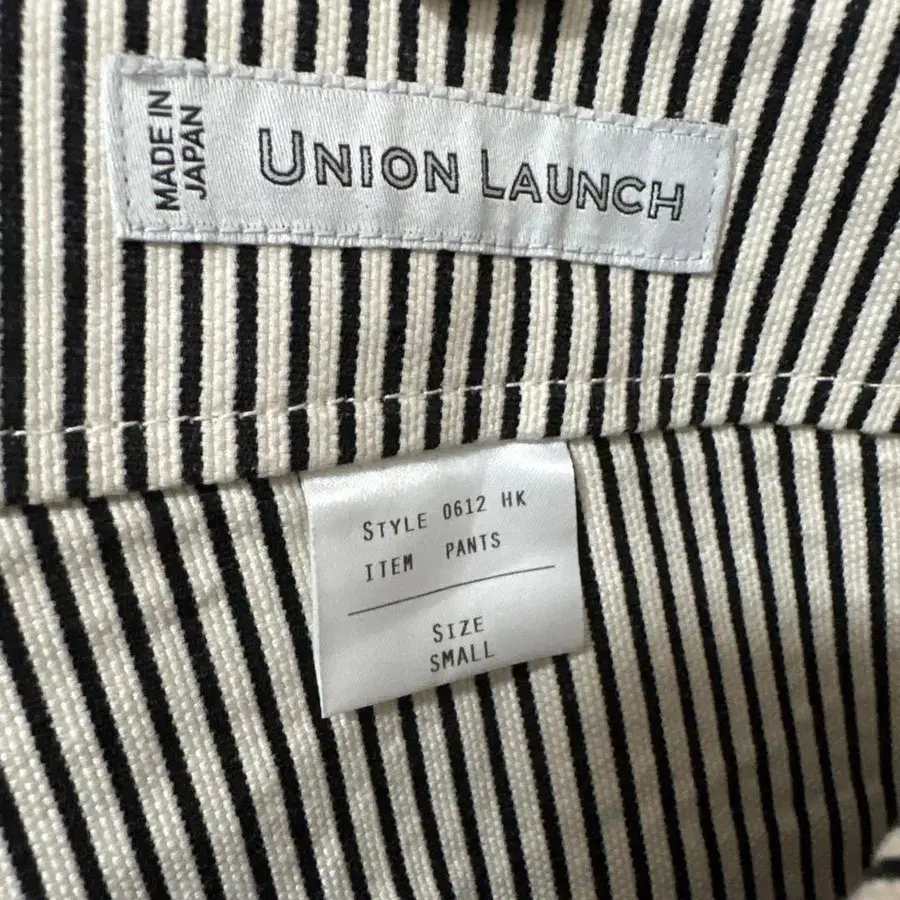 MADE IN
JAPAN
UNION LAUNCH
STYLE 0612 HK
ITEM PANTS
SIZE
SMALL